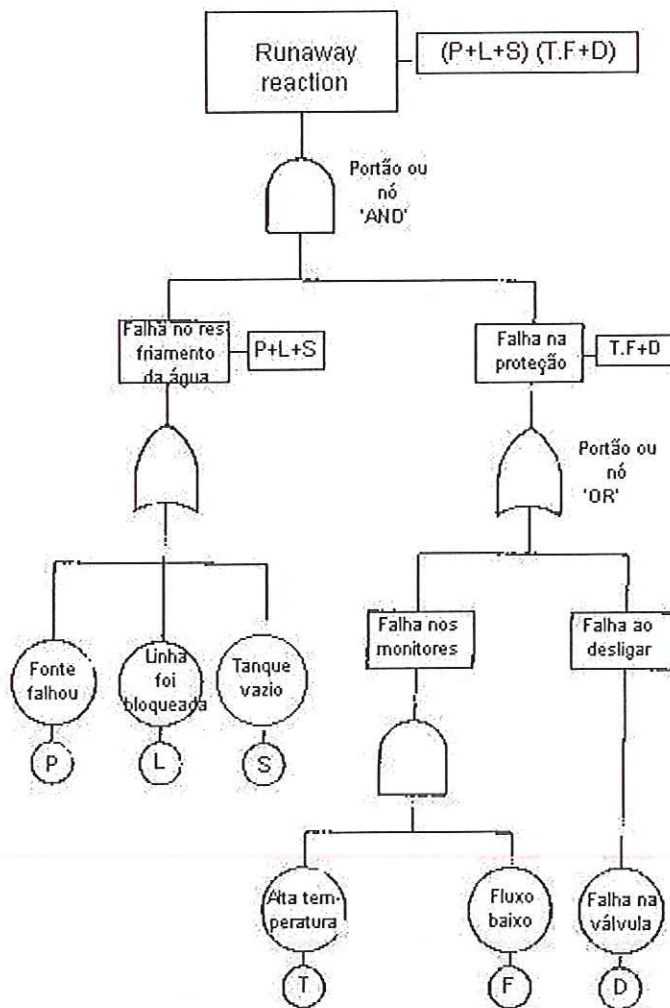 Runaway
reaction
(P+L+S) (T.F+D)
Portão ou
nó
'AND'
Falha no res
friamento
da água
P+L+S
Falha na
proteção
T.F+D
Portão ou
nó
'OR'
Falha nos
monitores
Falha ao
desligar
Fonte
falhou
Linha
foi
bloqueada
Tanque
vazio
P
L
S
Alta tem-
peratura
Fluxo
baixo
Falha na
válvula
T
F
D